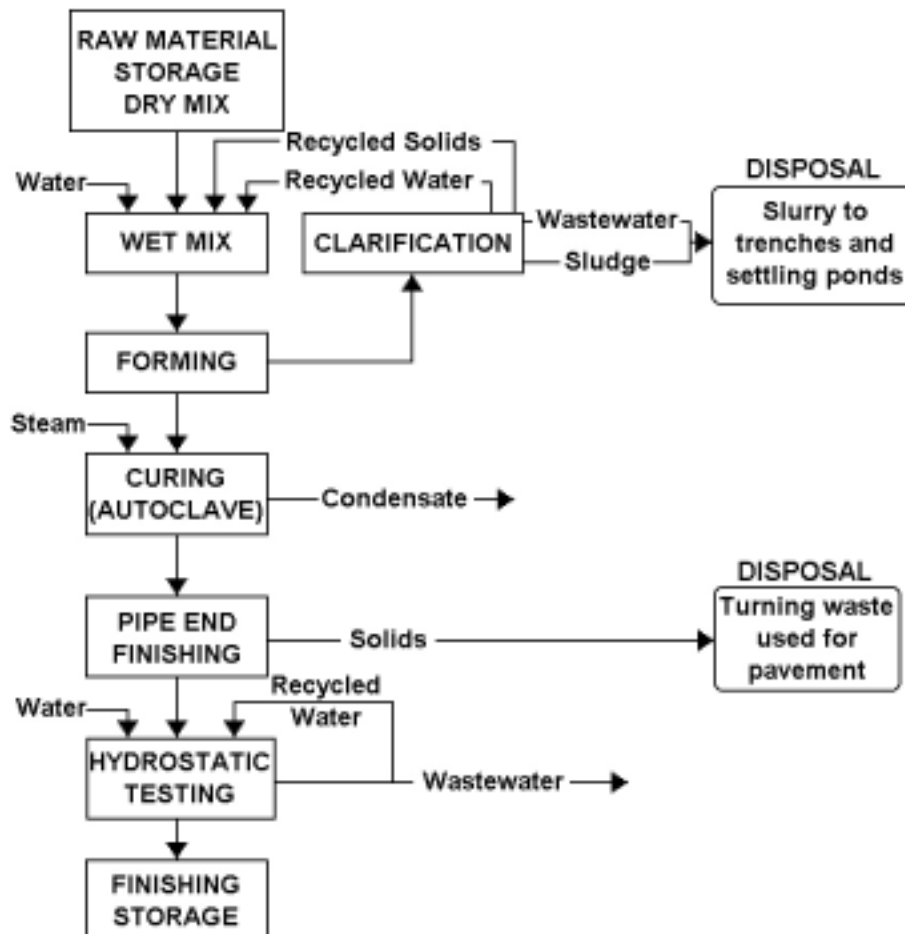 RAW MATERIAL
STORAGE
DRY MIX
Recycled Solids
Water
Recycled Water
WET MIX
CLARIFICATION
Wastewater
Sludge
DISPOSAL
Slurry to
trenches and
settling ponds
FORMING
Steam
CURING
(AUTOCLAVE)
Condensate
PIPE END
FINISHING
Solids
DISPOSAL
Turning waste
used for
pavement
Water
Recycled
Water
HYDROSTATIC
TESTING
Wastewater
FINISHING
STORAGE